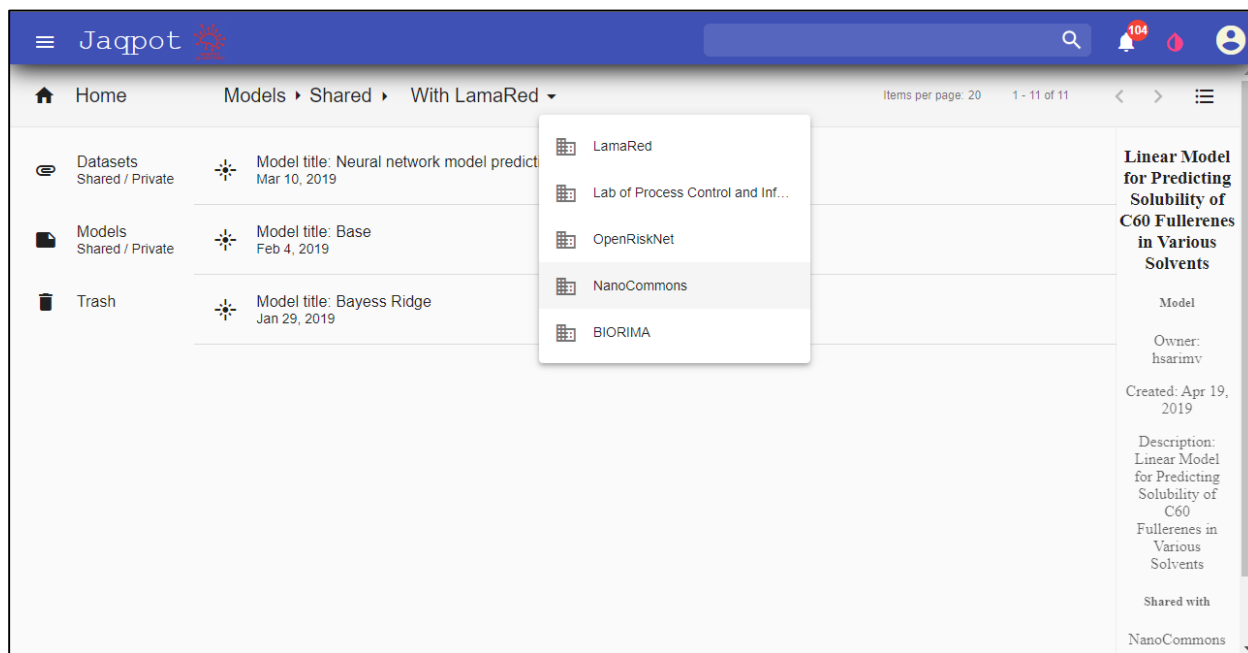 Jaqpot
104
Home
Models Shared With LamaRed
Items per page: 20
1 - 11 of 11
Datasets
Shared / Private
Models
Shared / Private
Trash
Model title: Neural network model predicti
Mar 10, 2019
Model title: Base
Feb 4, 2019
Model title: Bayess Ridge
Jan 29, 2019
LamaRed
Lab of Process Control and Inf...
OpenRiskNet
NanoCommons
BIORIMA
Linear Model
for Predicting
Solubility of
C60 Fullerenes
in Various
Solvents
Model
Owner:
hsarimv
Created: Apr 19,
2019
Description:
Linear Model
for Predicting
Solubility of
C60
Fullerenes in
Various
Solvents
Shared with
NanoCommons